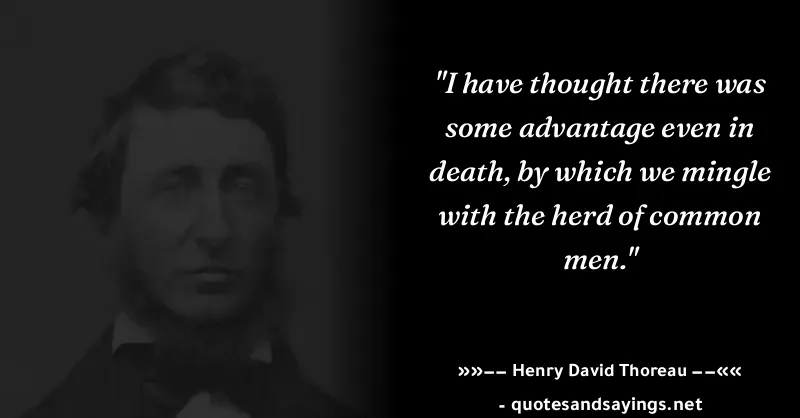 "I have thought there was
some advantage even in
death, by which we mingle
with the herd of common
men."
»»−− Henry David Thoreau −−««
- quotesandsayings.net